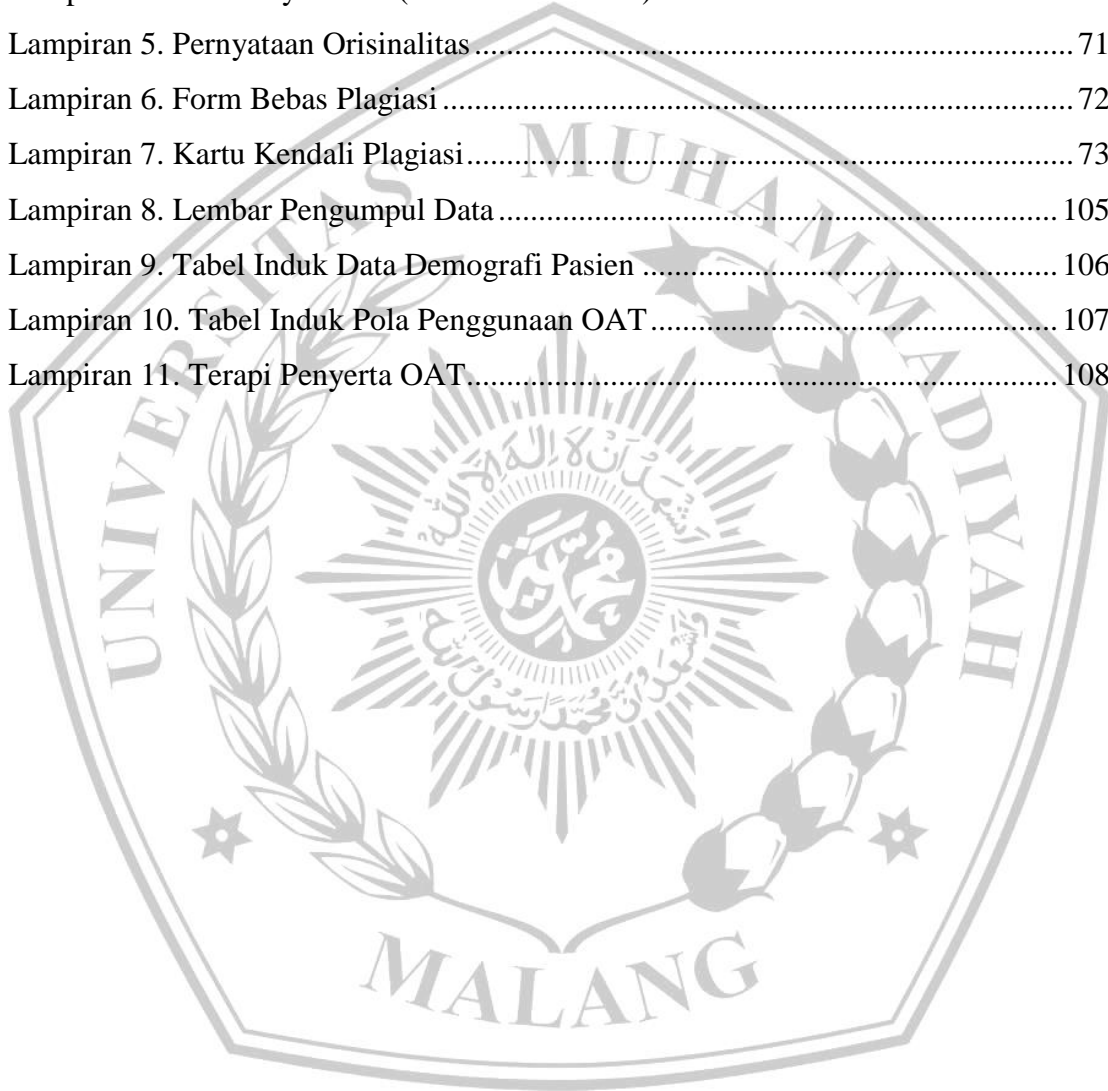 Lampiran 5. Pernyataan Orisinalitas.......................................................................... 71
Lampiran 6. Form Bebas Plagiasi.............................................................................. 72
Lampiran 7. Kartu Kendali Plagiasi........................................................................... 73
Lampiran 8. Lembar Pengumpul Data..................................................................... 105
Lampiran 9. Tabel Induk Data Demografi Pasien ................................................... 106
Lampiran 10. Tabel Induk Pola Penggunaan OAT.................................................. 107
Lampiran 11. Terapi Penyerta OAT......................................................................... 108
UNIVERSITAS MUHAMMADIYAH
MALANG